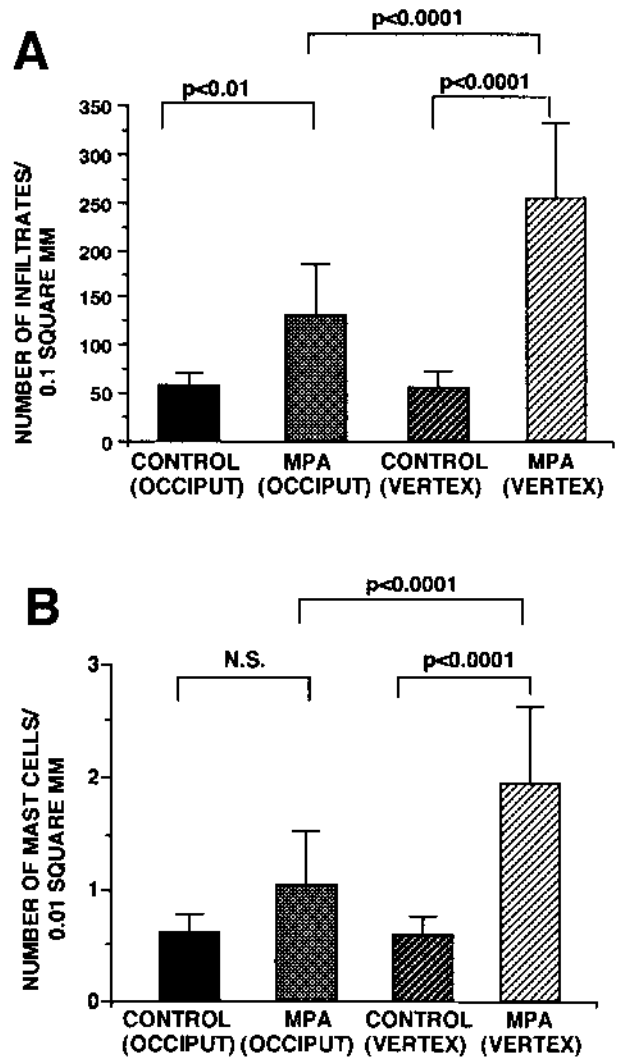 A
p<0.0001
p<0.01
p<0.0001
350
300
250
200
150
100
50
0
NUMBER OF INFILTRATES/
0.1 SQUARE MM
CONTROL
(OCCIPUT)
MPA
(OCCIPUT)
CONTROL
(VERTEX)
MPA
(VERTEX)
B
p<0.0001
N.S.
p<0.0001
3
2
1
0
NUMBER OF MAST CELLS/
0.01 SQUARE MM
CONTROL
(OCCIPUT)
MPA
(OCCIPUT)
CONTROL
(VERTEX)
MPA
(VERTEX)